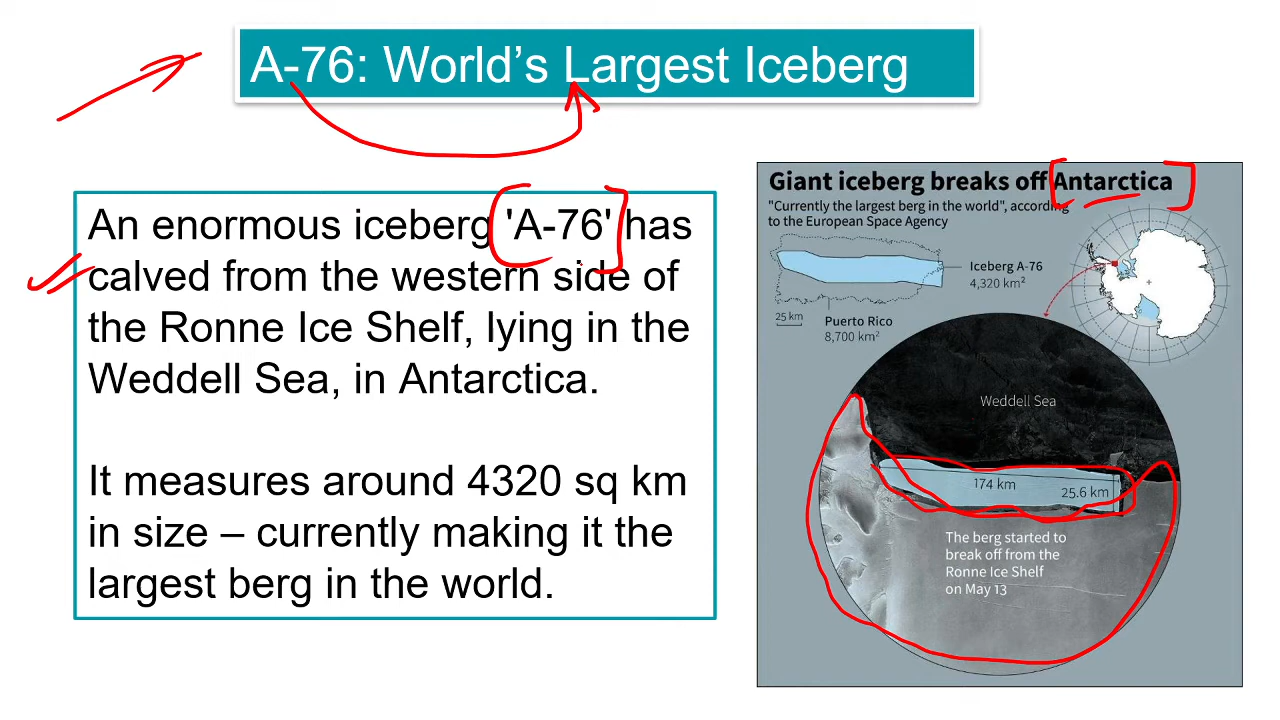 A-76: World's Largest Iceberg
An enormous iceberg 'A-76' has
calved from the western side of
the Ronne Ice Shelf, lying in the
Weddell Sea, in Antarctica.
It measures around 4320 sq km
in size – currently making it the
largest berg in the world.
Giant iceberg breaks off Antarctica
"Currently the largest berg in the world", according
to the European Space Agency
Iceberg A-76
4,320 km²
25 km
Puerto Rico
8,700 km²
Weddell Sea
174 km
25.6 km
The berg started to
break off from the
Ronne Ice Shelf
on May 13